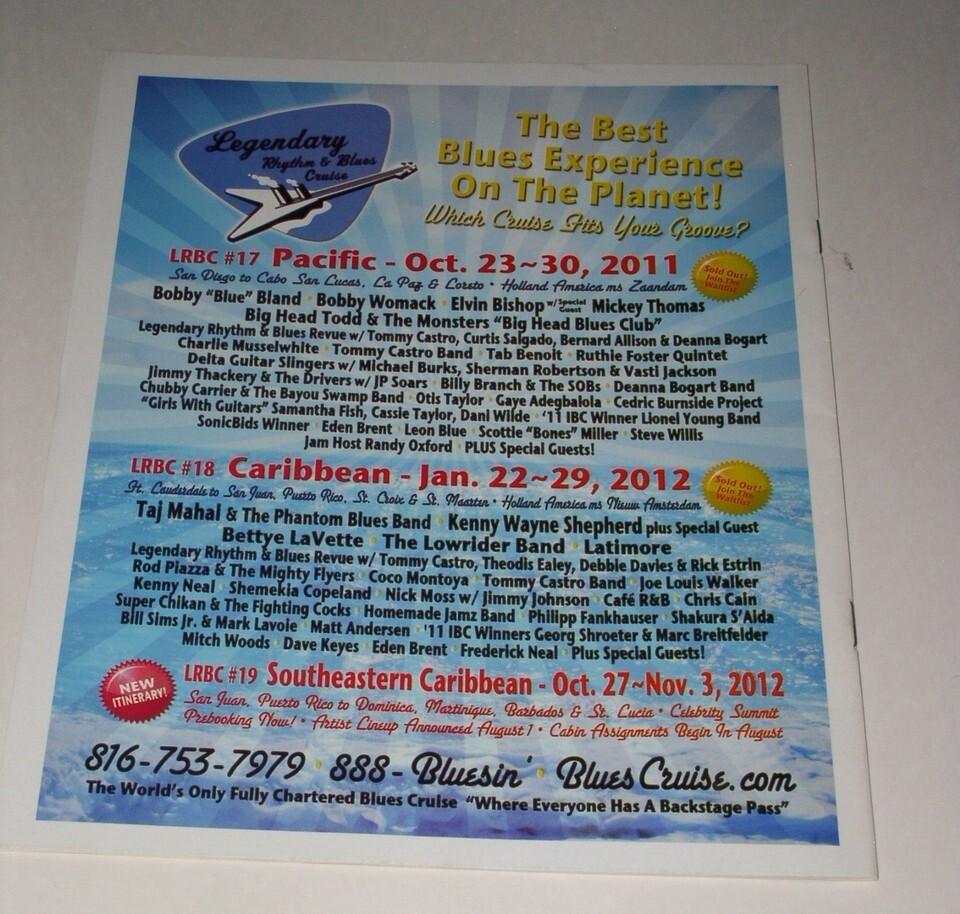 Legendary
Rhythm & Blues
Cruise
The Best
Blues Experience
On The Planet!
Which Cruise Fits Your Groove?
LRBC #17 Pacific - Oct. 23~30, 2011
San Diego to Cabo San Lucas, La Paz & Loreto • Holland America ms Zaandam
Sold Out!
Join The
Waitlist
Bobby "Blue" Bland • Bobby Womack • Elvin Bishop w/Special Guest Mickey Thomas
Big Head Todd & The Monsters "Big Head Blues Club"
Legendary Rhythm & Blues Revue w/ Tommy Castro, Curtis Salgado, Bernard Allison & Deanna Bogart
Charlie Musselwhite • Tommy Castro Band • Tab Benoit • Ruthie Foster Quintet
Delta Guitar Slingers w/ Michael Burks, Sherman Robertson & Vasti Jackson
Jimmy Thackery & The Drivers w/ JP Soars • Billy Branch & The SOBs • Deanna Bogart Band
Chubby Carrier & The Bayou Swamp Band • Otis Taylor • Gaye Adegbalola • Cedric Burnside Project
"Girls With Guitars" Samantha Fish, Cassie Taylor, Dani Wilde • '11 IBC Winner Lionel Young Band
SonicBids Winner • Eden Brent • Leon Blue • Scottie "Bones" Miller • Steve Willis
Jam Host Randy Oxford • PLUS Special Guests!
LRBC #18 Caribbean - Jan. 22~29, 2012
Ft. Lauderdale to San Juan, Puerto Rico, St. Croix & St. Maarten • Holland America ms Nieuw Amsterdam
Sold Out!
Join The
Waitlist
Taj Mahal & The Phantom Blues Band • Kenny Wayne Shepherd plus Special Guest
Bettye LaVette • The Lowrider Band • Latimore
Legendary Rhythm & Blues Revue w/ Tommy Castro, Theodis Ealey, Debbie Davies & Rick Estrin
Rod Piazza & The Mighty Flyers • Coco Montoya • Tommy Castro Band • Joe Louis Walker
Kenny Neal • Shemekia Copeland • Nick Moss w/ Jimmy Johnson • Café R&B • Chris Cain
Super Chikan & The Fighting Cocks • Homemade Jamz Band • Philipp Fankhauser • Shakura S'Aida
Bill Sims Jr. & Mark Lavoie • Matt Andersen • '11 IBC Winners Georg Shroeter & Marc Breitfelder
Mitch Woods • Dave Keyes • Eden Brent • Frederick Neal • Plus Special Guests!
NEW
ITINERARY!
LRBC #19 Southeastern Caribbean - Oct. 27~Nov. 3, 2012
San Juan, Puerto Rico to Dominica, Martinique, Barbados & St. Lucia • Celebrity Summit
Prebooking Now! • Artist Lineup Announced August 1 • Cabin Assignments Begin In August
816-753-7979 • 888-Bluesin' • BluesCruise.com
The World's Only Fully Chartered Blues Cruise "Where Everyone Has A Backstage Pass"